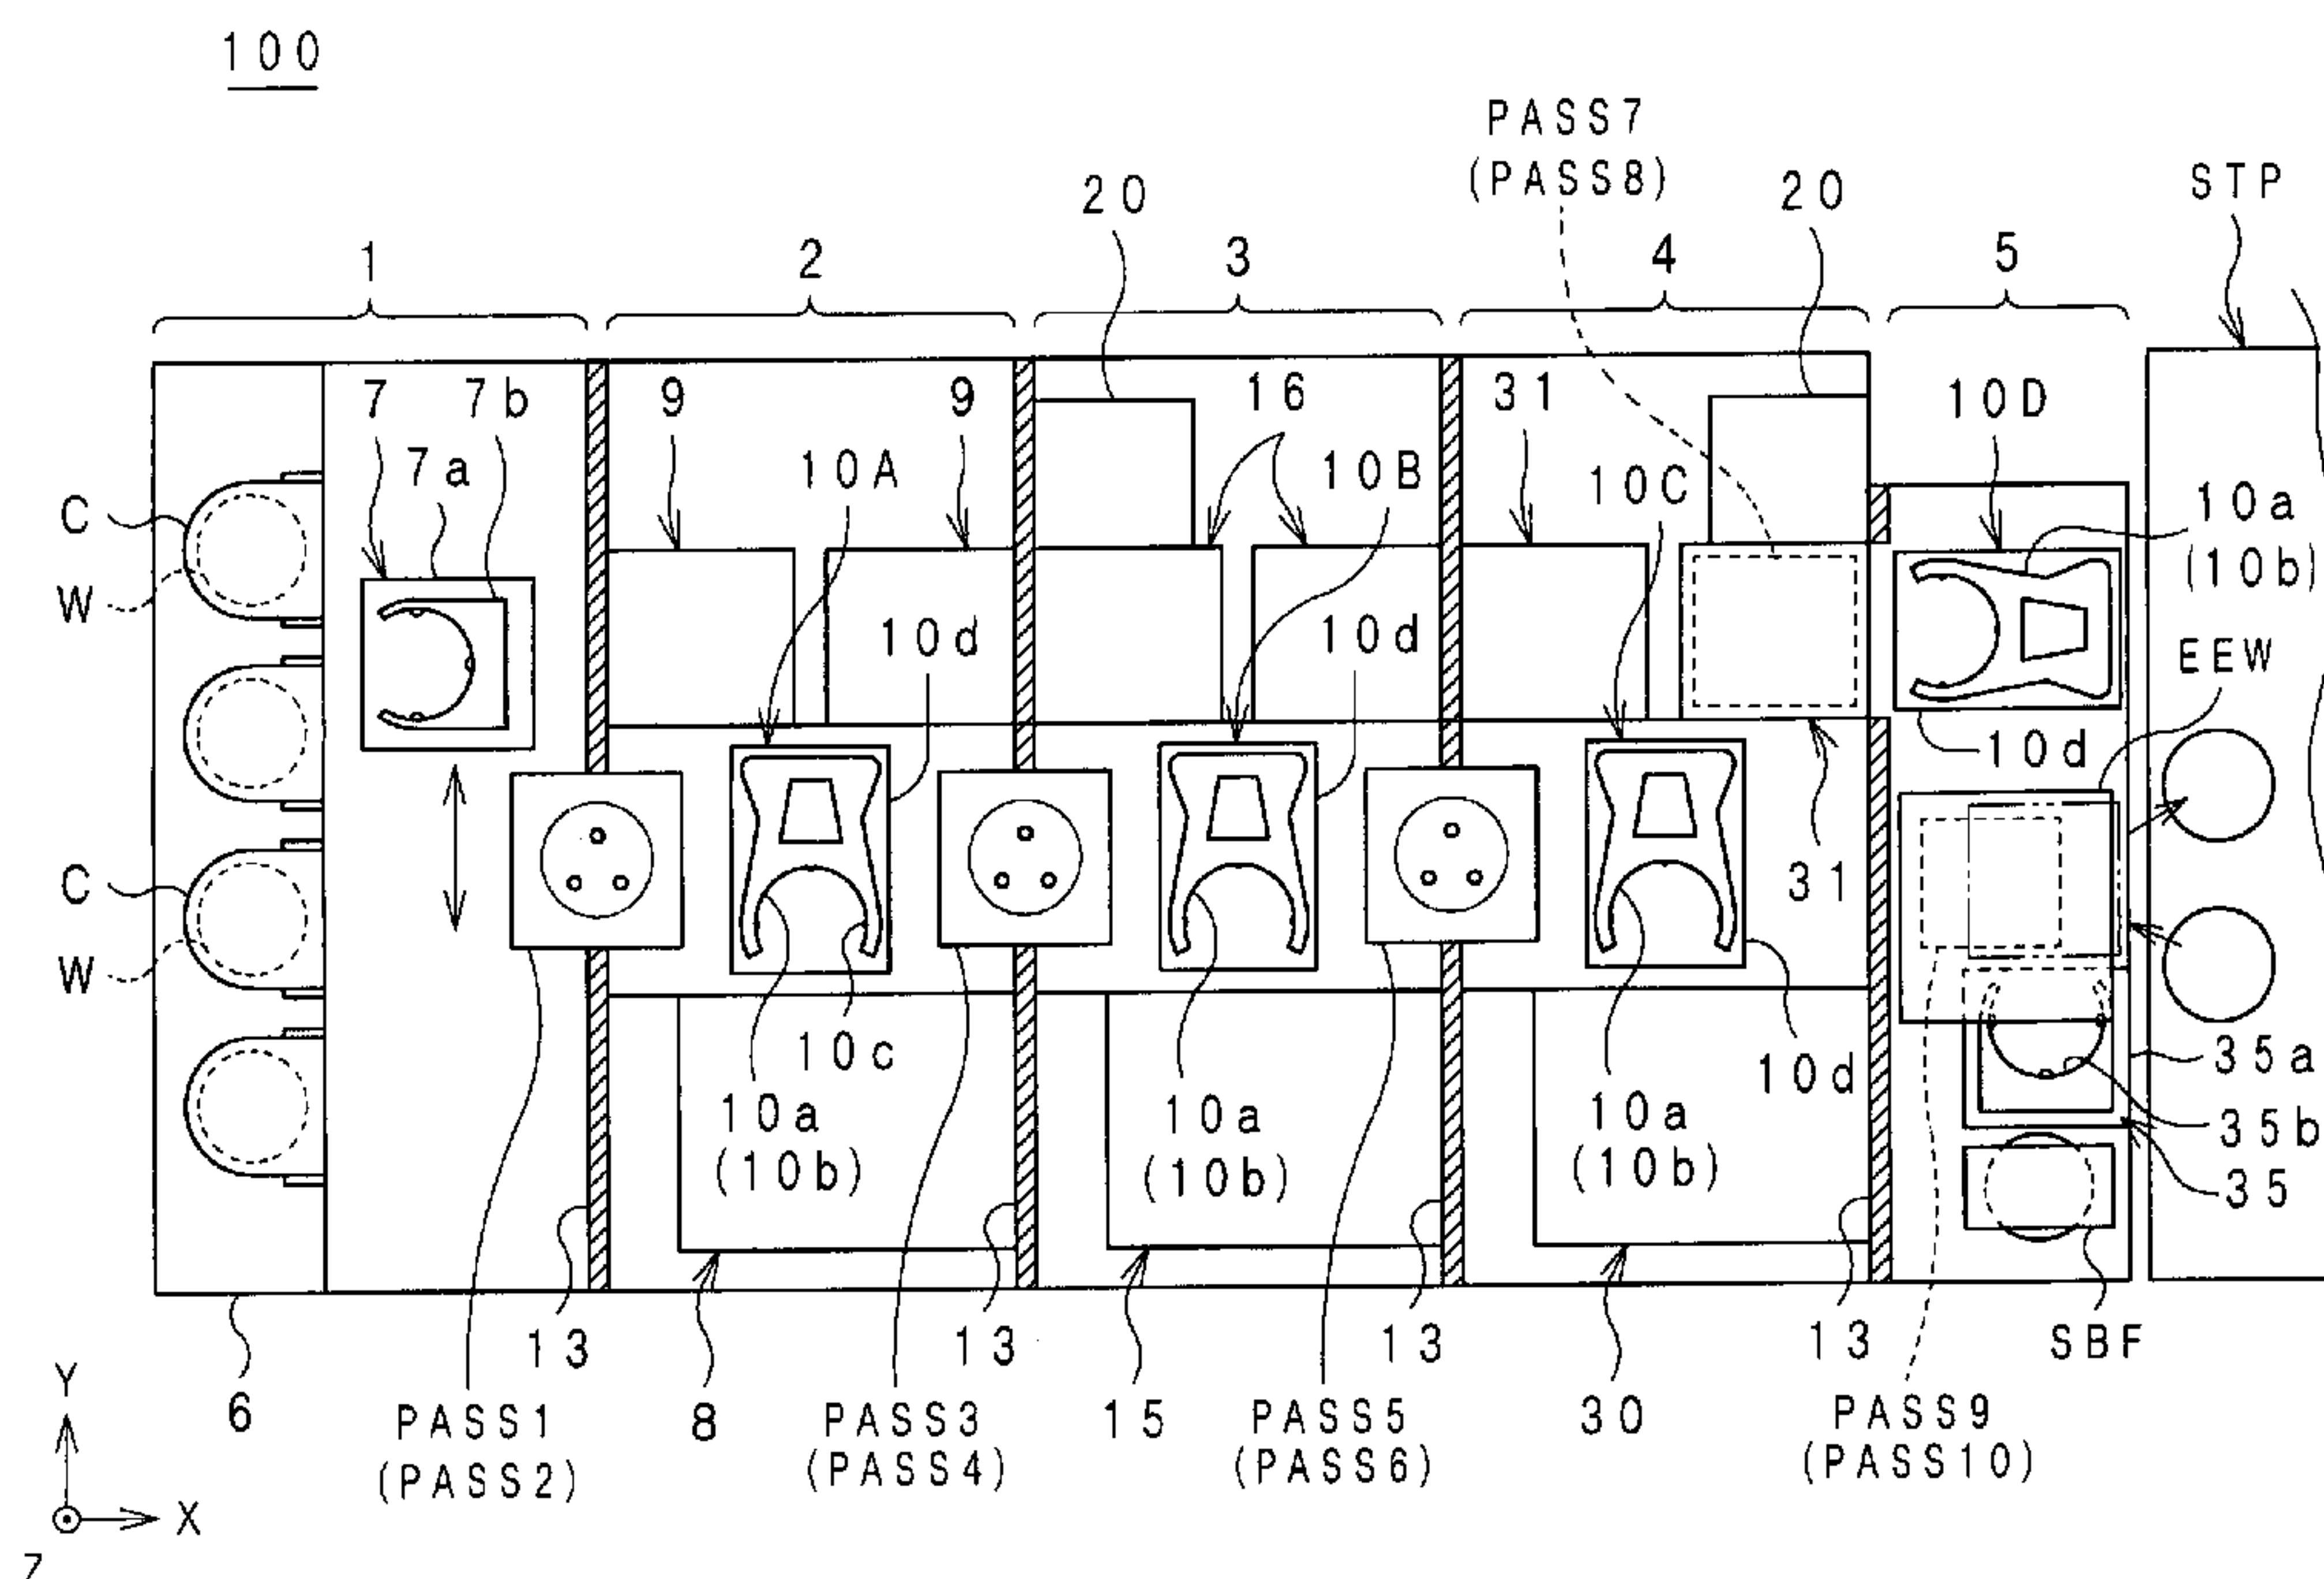 100
PASS7
(PASS8)
20
20
STP
1
2
3
4
5
7
7b
9
9
16
31
10D
7a
10A
10B
10C
10a
(10b)
C
W
10d
10d
EEW
10d
C
W
31
10c
10d
35a
10a
(10b)
10a
(10b)
10a
(10b)
35b
35
13
13
13
13
SBF
6
PASS1
(PASS2)
8
PASS3
(PASS4)
15
PASS5
(PASS6)
30
PASS9
(PASS10)
Y
X
Z